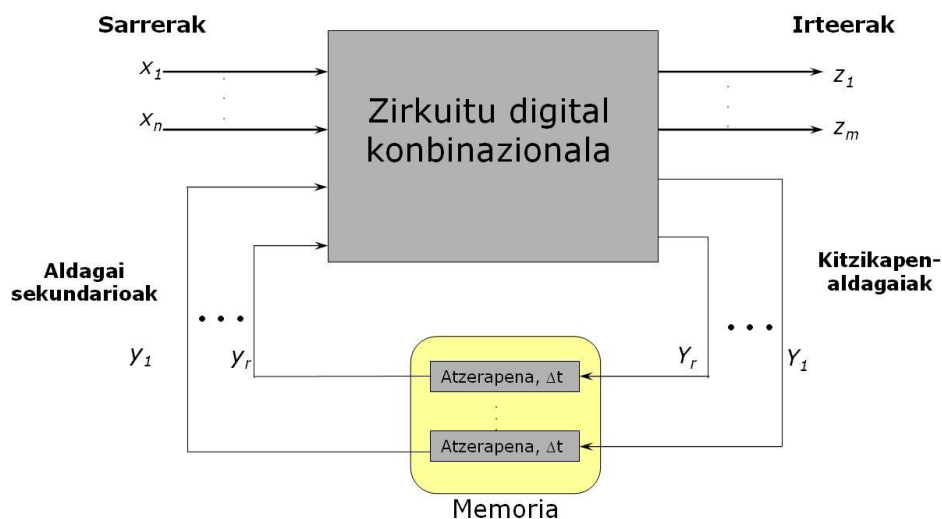 Sarrerak
Irteerak
x1
xn
Zirkuitu digital
konbinazionala
z1
zm
Aldagai
sekundarioak
Kitzikapen-
aldagaiak
y1
yr
Yr
Y1
Atzerapena, Δt
Atzerapena, Δt
Memoria